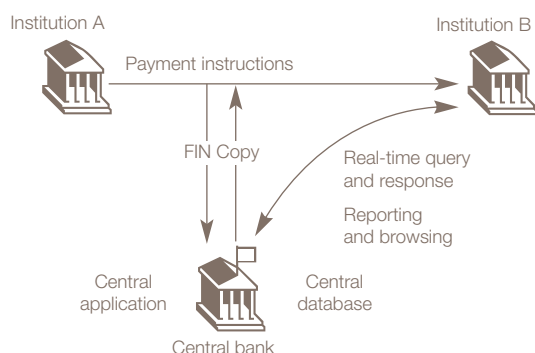 Institution A
Institution B
Payment instructions
FIN Copy
Real-time query
and response
Reporting
and browsing
Central
application
Central
database
Central bank